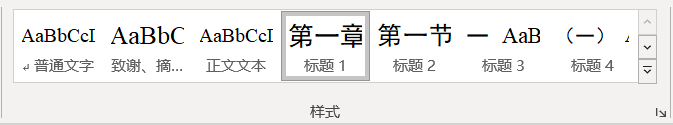 AaBbCcI AaBbC AaBbCcI 第一章 第一节 一 AaB （一）
↲ 普通文字 致谢、摘... 正文文本 标题 1 标题 2 标题 3 标题 4
样式